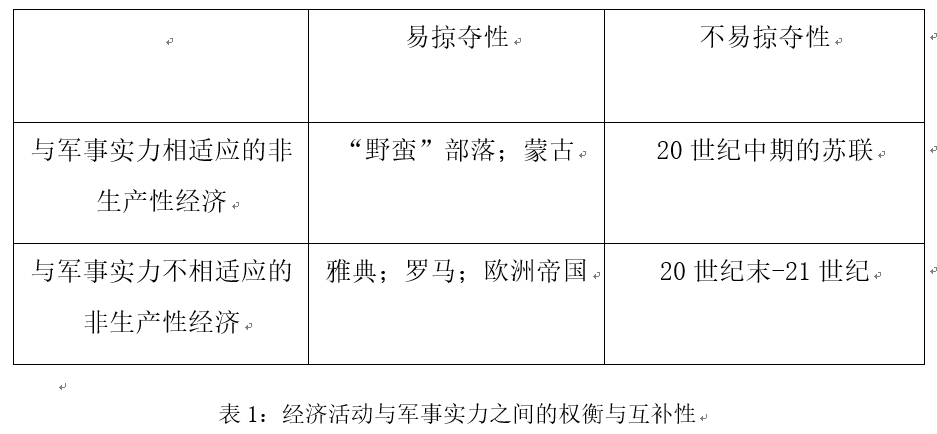 易掠夺性 不易掠夺性
与军事实力相适应的非 “野蛮”部落；蒙古 20 世纪中期的苏联
生产性经济
与军事实力不相适应的 雅典；罗马；欧洲帝国 20 世纪末-21 世纪
非生产性经济
表 1：经济活动与军事实力之间的权衡与互补性